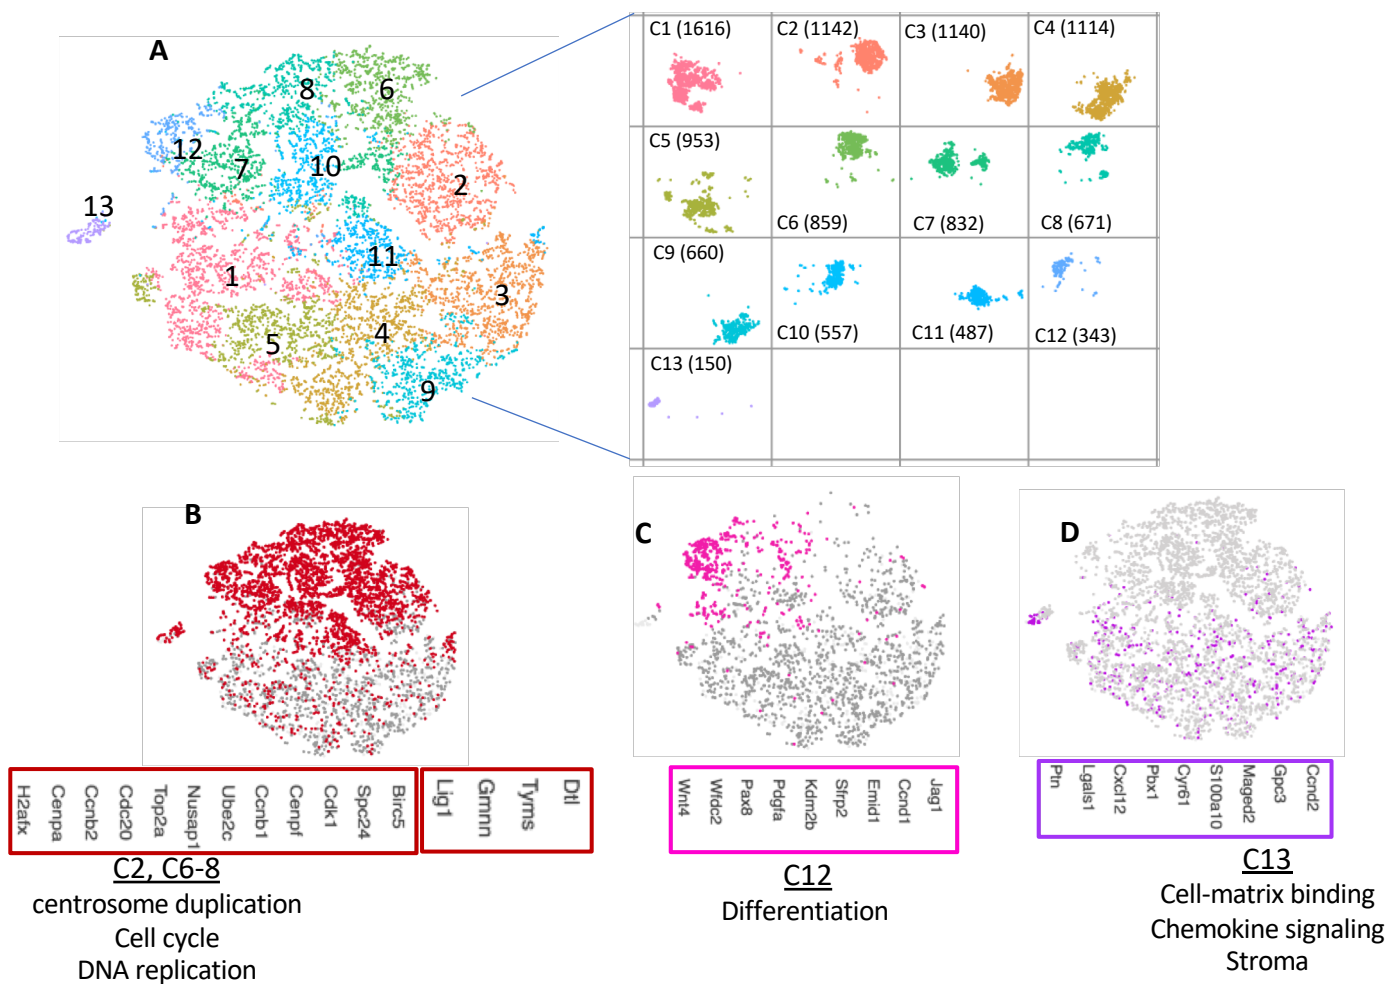 A
8
6
12
7
10
2
13
11
1
3
5
4
9
C1 (1616)
C2 (1142)
C3 (1140)
C4 (1114)
C5 (953)
C6 (859)
C7 (832)
C8 (671)
C9 (660)
C10 (557)
C11 (487)
C12 (343)
C13 (150)
B
H2afx
Cenpa
Ccnb2
Cdc20
Top2a
Nusap1
Ube2c
Ccnb1
Cenpf
Cdk1
Spc24
Birc5
Lig1
Gmnn
Tyms
Dtl
C2, C6-8
centrosome duplication
Cell cycle
DNA replication
C
Wnt4
Wfdc2
Pax8
Pdgfa
Kdm2b
Sfrp2
Emid1
Ccnd1
Jag1
C12
Differentiation
D
Ptn
Lgals1
Cxcl12
Pbx1
Cyr61
S100a10
Maged2
Gpc3
Ccnd2
C13
Cell-matrix binding
Chemokine signaling
Stroma